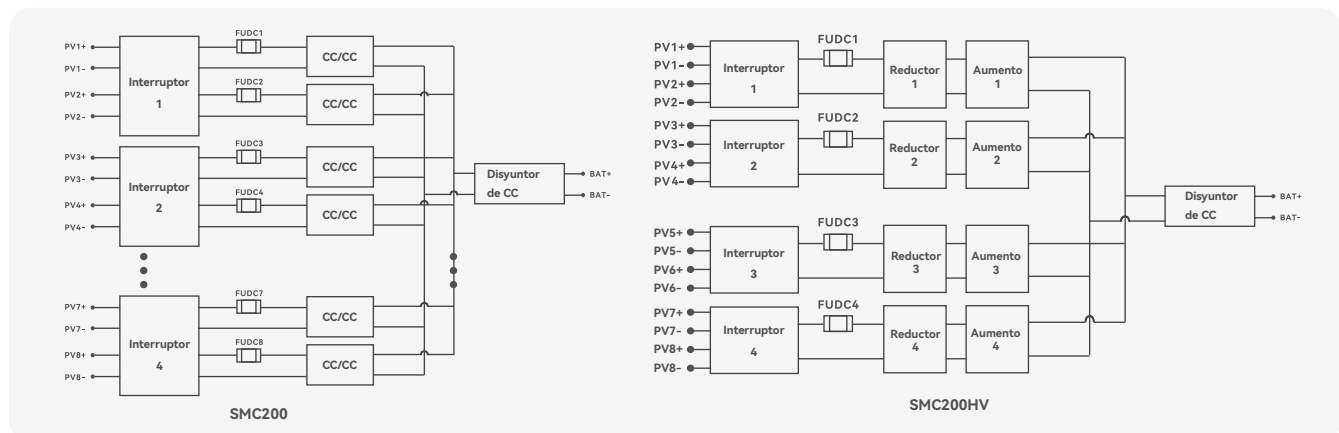 FUDC1
PV1+
PV1-
Interruptor
1
CC/CC
FUDC2
PV2+
PV2-
CC/CC
FUDC3
PV3+
PV3-
Interruptor
2
CC/CC
FUDC4
PV4+
PV4-
CC/CC
Disyuntor
de CC
BAT+
BAT-
FUDC7
PV7+
PV7-
Interruptor
4
CC/CC
FUDC8
PV8+
PV8-
CC/CC
SMC200
FUDC1
PV1+
PV1-
PV2+
PV2-
Interruptor
1
Reductor
1
Aumento
1
FUDC2
PV3+
PV3-
PV4+
PV4-
Interruptor
2
Reductor
2
Aumento
2
Disyuntor
de CC
BAT+
BAT-
FUDC3
PV5+
PV5-
PV6+
PV6-
Interruptor
3
Reductor
3
Aumento
3
FUDC4
PV7+
PV7-
PV8+
PV8-
Interruptor
4
Reductor
4
Aumento
4
SMC200HV